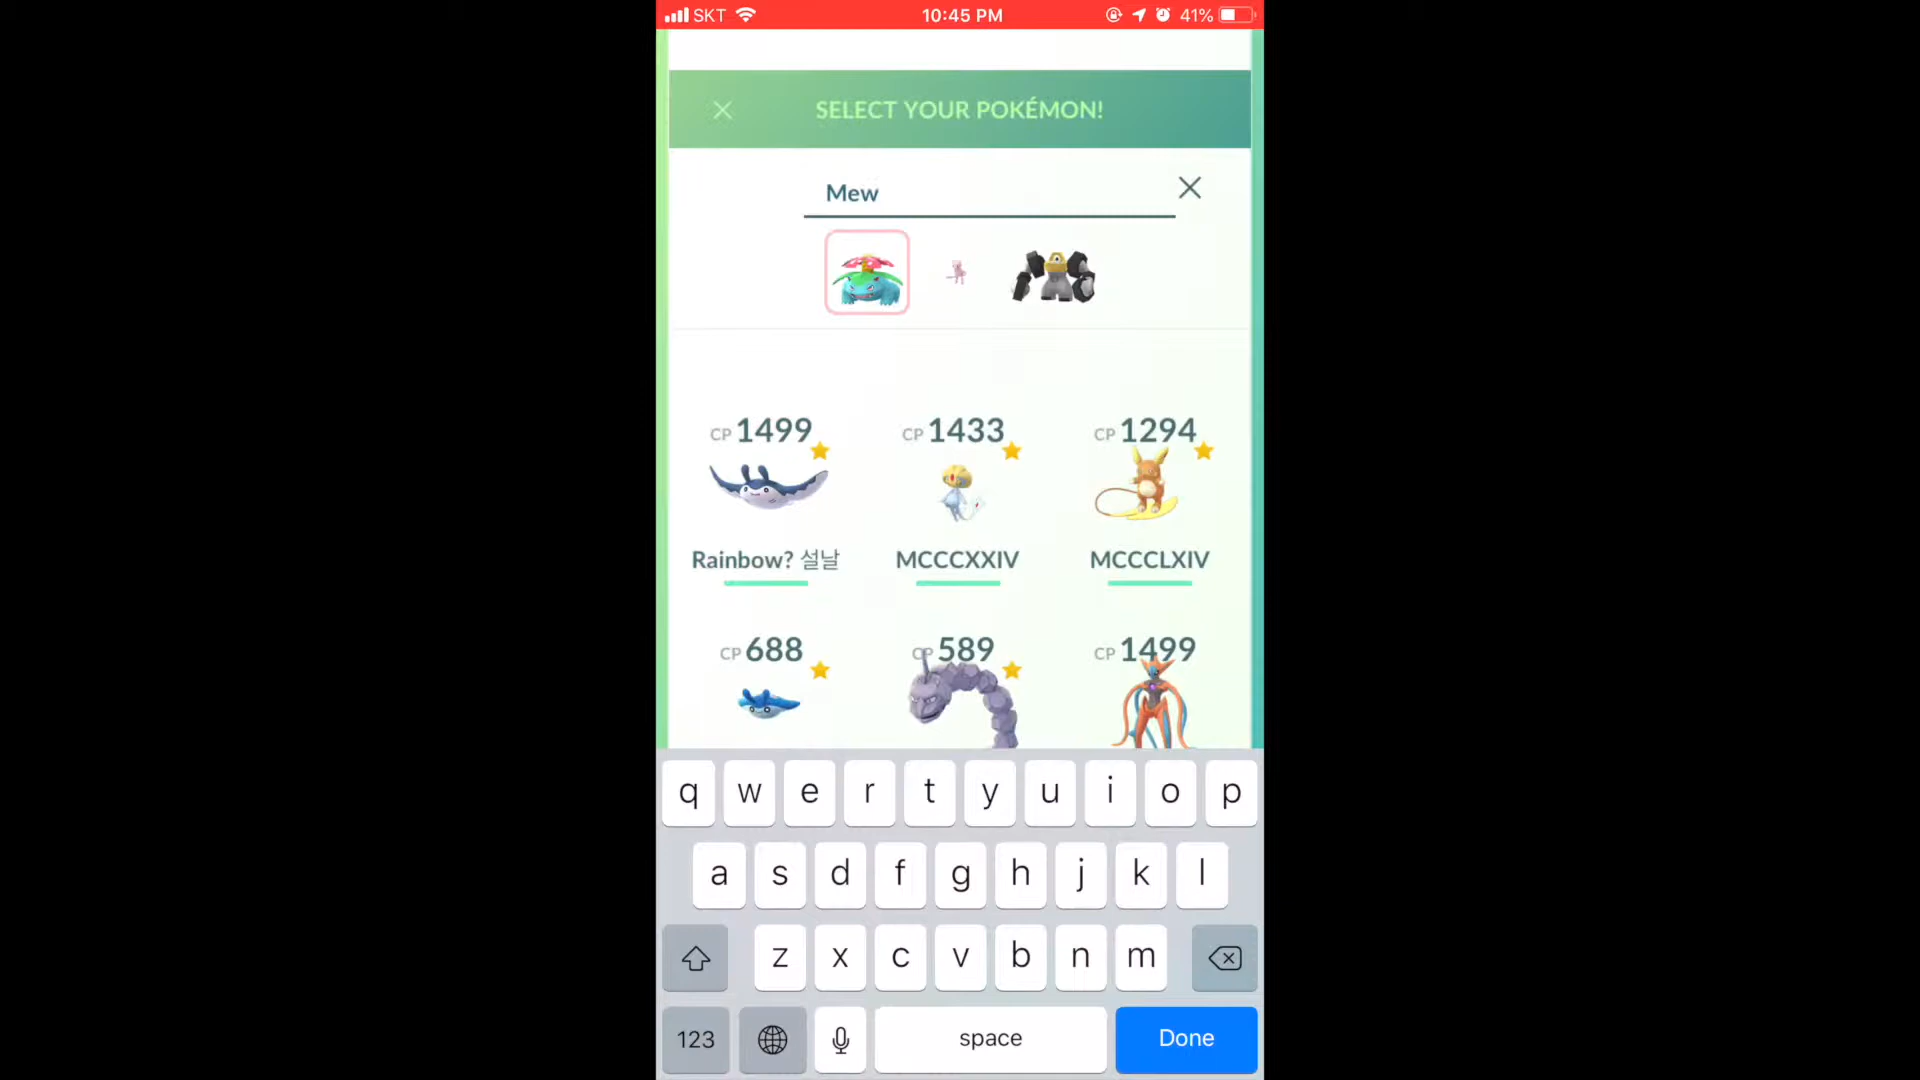 SKT 10:45 PM 41%
SELECT YOUR POKÉMON!
Mew
CP 1499 CP 1433 CP 1294
Rainbow? 설날 MCCCXXIV MCCCLXIV
CP 688 CP 589 CP 1499
q w e r t y u i o p
a s d f g h j k l
z x c v b n m
123 space Done